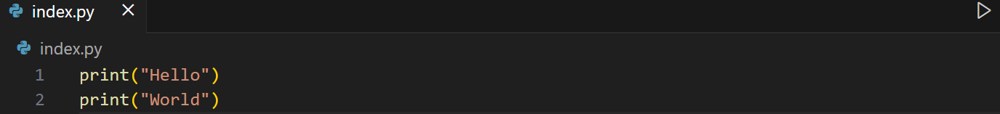 index.py
index.py
1 print("Hello")
2 print("World")